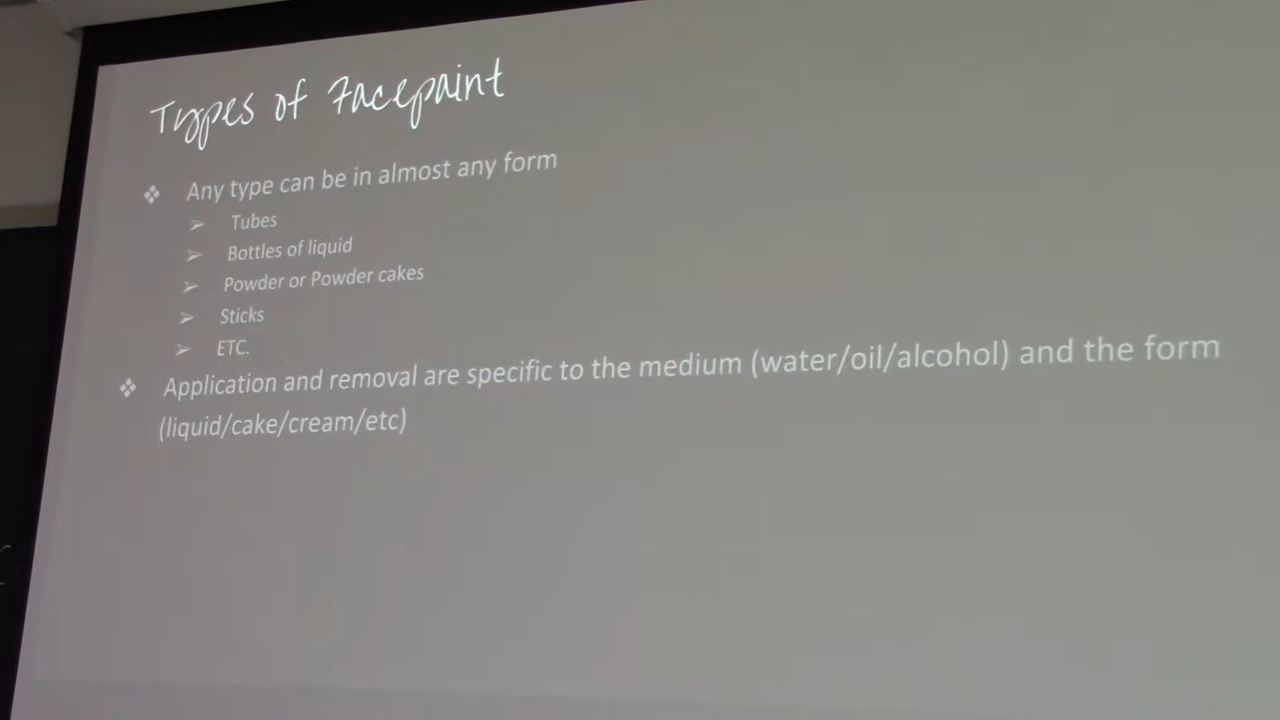 Types of Facepaint
❖ Any type can be in almost any form
➢ Tubes
➢ Bottles of liquid
➢ Powder or Powder cakes
➢ Sticks
➢ ETC.
❖ Application and removal are specific to the medium (water/oil/alcohol) and the form
(liquid/cake/cream/etc)